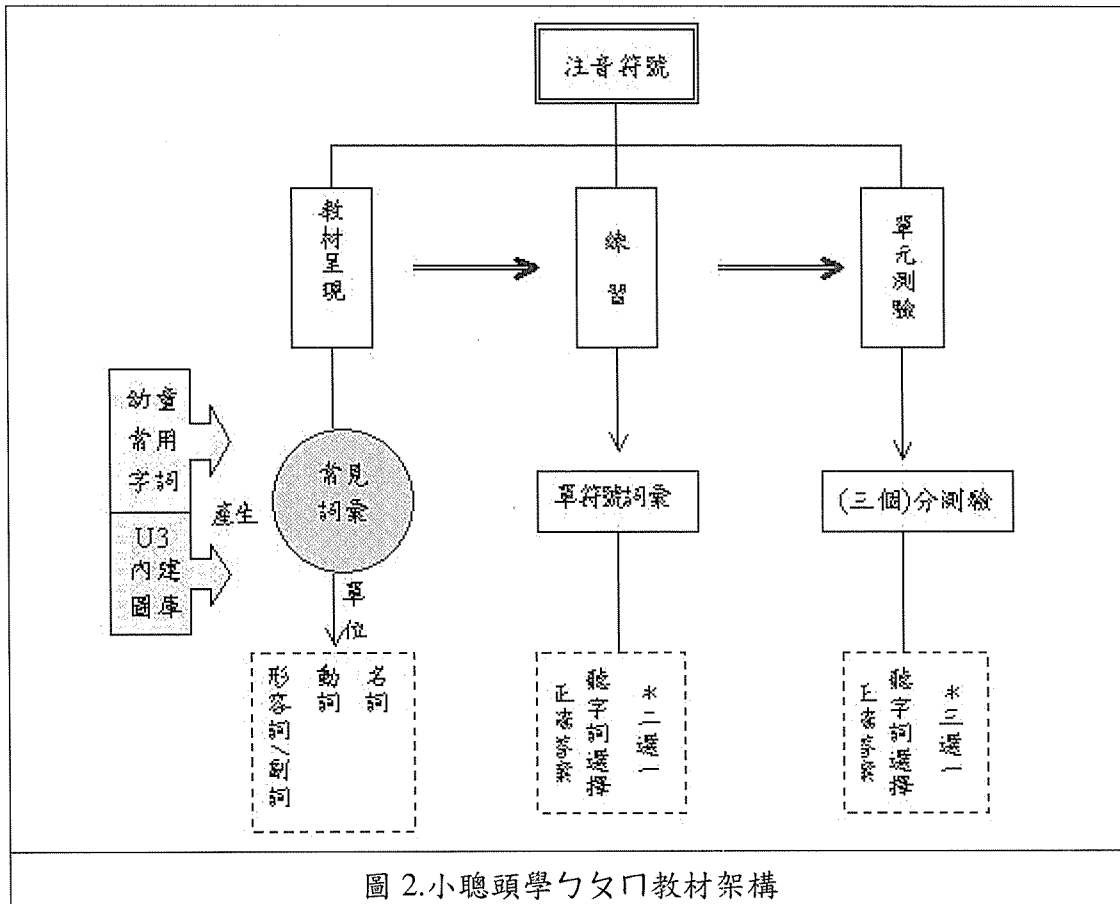 注音符號
教材呈現
練習
單元測驗
幼童
常用
字詞
U3
內建
圖庫
產生
常見
詞彙
單位
單符號詞彙
(三個)分測驗
名詞
動詞
形容詞/副詞
*二選一
聽字詞選擇
正確答案
*三選一
聽字詞選擇
正確答案
圖 2.小聰頭學ㄅㄆㄇ教材架構